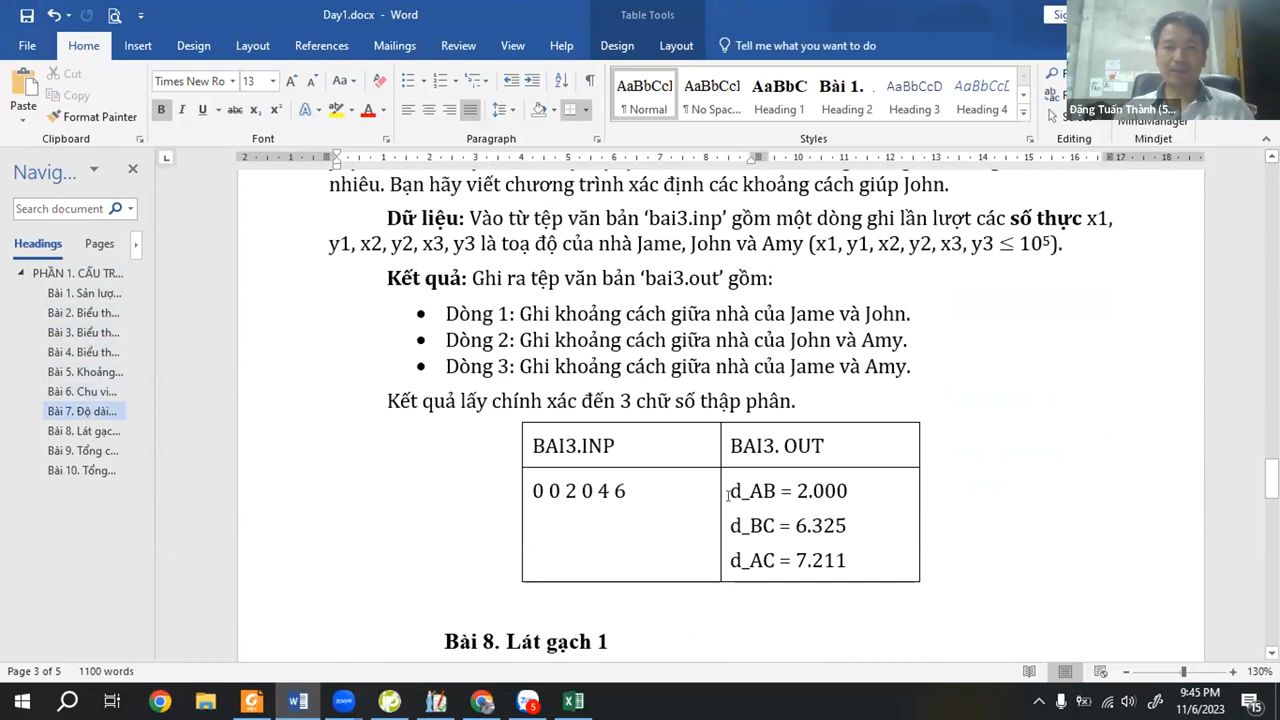 Day1.docx - Word
Table Tools
File
Home
Insert
Design
Layout
References
Mailings
Review
View
Help
Design
Layout
Tell me what you want to do
Paste
Cut
Copy
Format Painter
Times New Ro
13
AaBbCcI
AaBbCcI
AaBbC
Bài 1.
AaBbCcL
AaBbCcL
¶ Normal
¶ No Spac...
Heading 1
Heading 2
Heading 3
Heading 4
Đăng Tuấn Thành (5...
Clipboard
Font
Paragraph
Styles
Editing
MindManager
Mindjet
Navig...
Search document
Headings
Pages
PHẦN 1. CẤU TR...
Bài 1. Sản lượ...
Bài 2. Biểu th...
Bài 3. Biểu th...
Bài 4. Biểu th...
Bài 5. Khoảng...
Bài 6. Chu vi...
Bài 7. Độ dài...
Bài 8. Lát gạc...
Bài 9. Tổng c...
Bài 10. Tổng...
nhiêu. Bạn hãy viết chương trình xác định các khoảng cách giúp John.
Dữ liệu: Vào từ tệp văn bản ‘bai3.inp’ gồm một dòng ghi lần lượt các số thực x1,
y1, x2, y2, x3, y3 là toạ độ của nhà Jame, John và Amy (x1, y1, x2, y2, x3, y3 ≤ 10⁵).
Kết quả: Ghi ra tệp văn bản ‘bai3.out’ gồm:
• Dòng 1: Ghi khoảng cách giữa nhà của Jame và John.
• Dòng 2: Ghi khoảng cách giữa nhà của John và Amy.
• Dòng 3: Ghi khoảng cách giữa nhà của Jame và Amy.
Kết quả lấy chính xác đến 3 chữ số thập phân.
BAI3.INP
BAI3. OUT
0 0 2 0 4 6
d_AB = 2.000
d_BC = 6.325
d_AC = 7.211
Bài 8. Lát gạch 1
Page 3 of 5
1100 words
130%
9:45 PM
11/6/2023